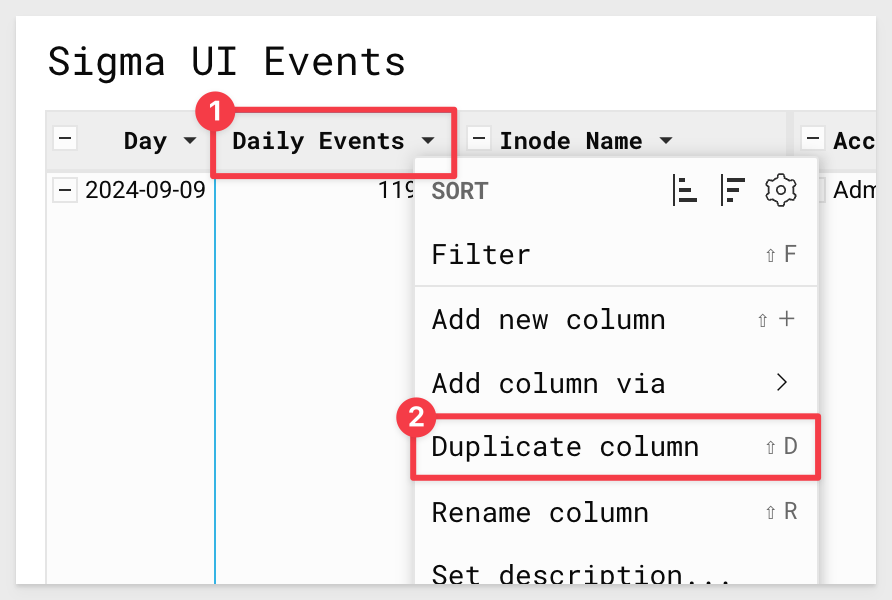 Sigma UI Events
1
Day Daily Events Inode Name Acc
2024-09-09 119 Adm
SORT
Filter ⇧ F
Add new column ⇧ +
Add column via
2
Duplicate column ⇧ D
Rename column ⇧ R
Set description...